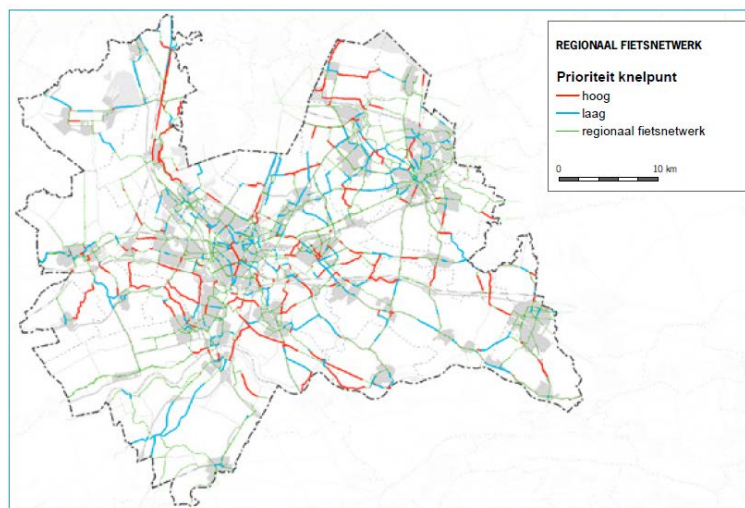 REGIONAAL FIETSNETWERK
Prioriteit knelpunt
hoog
laag
regionaal fietsnetwerk
0 10 km